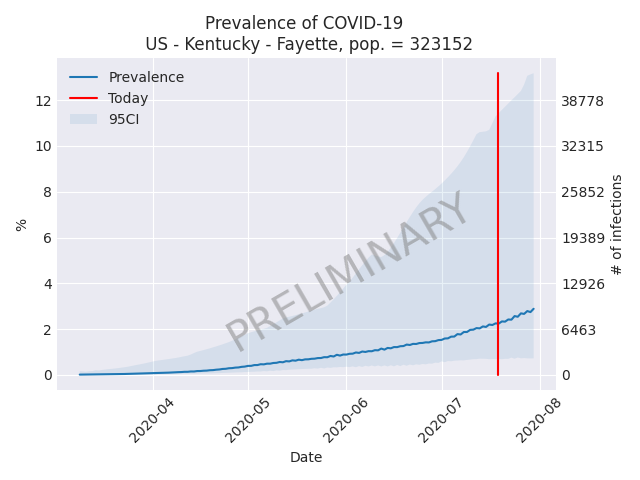 Prevalence of COVID-19
US - Kentucky - Fayette, pop. = 323152
Prevalence
Today
95CI
12
10
8
6
4
2
0
%
38778
32315
25852
19389
12926
6463
0
# of infections
PRELIMINARY
2020-04
2020-05
2020-06
2020-07
2020-08
Date